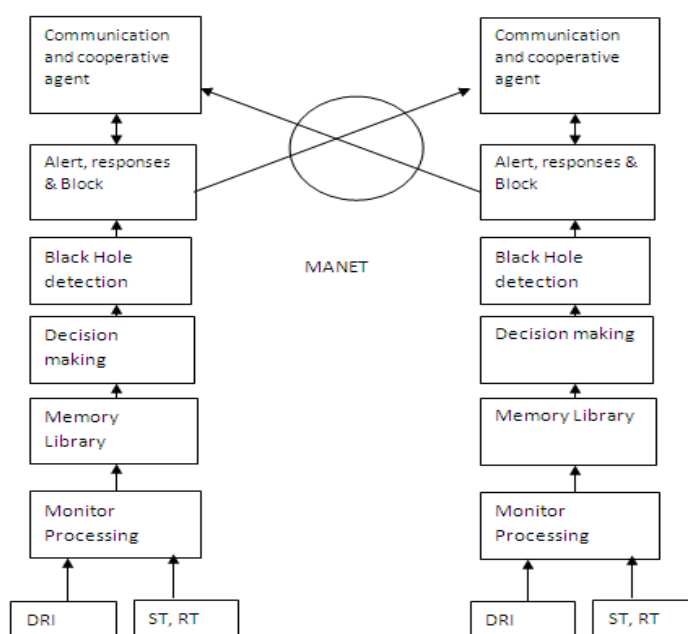 Communication
and cooperative
agent
Alert, responses
& Block
Black Hole
detection
Decision
making
Memory
Library
Monitor
Processing
DRI
ST, RT
MANET
Communication
and cooperative
agent
Alert, responses &
Block
Black Hole
detection
Decision making
Memory Library
Monitor
Processing
DRI
ST, RT